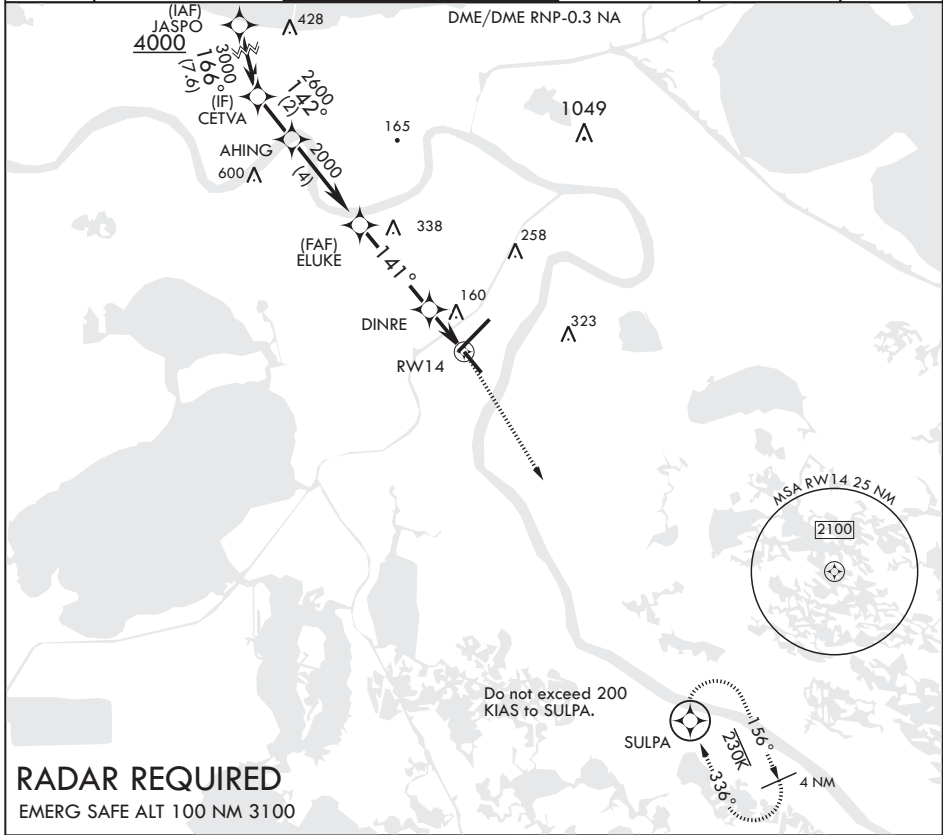 DME/DME RNP-0.3 NA
(IAF)
JASPO
4000
428
3000
166°
(7.6)
(IF)
CETVA
2600
142°
(2)
1049
165
AHING
2000
(4)
600
338
(FAF)
ELUKE
258
141°
160
DINRE
323
RW14
MSA RW14 25 NM
2100
Do not exceed 200
KIAS to SULPA.
SULPA
156°
230K
336°
4 NM
RADAR REQUIRED
EMERG SAFE ALT 100 NM 3100